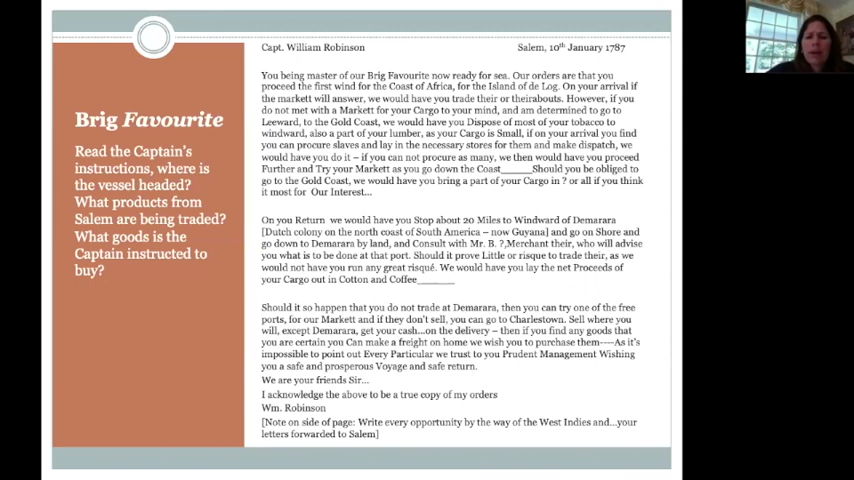 Brig Favourite
Read the Captain's
instructions, where is
the vessel headed?
What products from
Salem are being traded?
What goods is the
Captain instructed to
buy?
Capt. William Robinson Salem, 10th January 1787
You being master of our Brig Favourite now ready for sea. Our orders are that you
proceed the first wind for the Coast of Africa, for the Island of de Log. On your arrival if
the markett will answer, we would have you trade their or theirabouts. However, if you
do not met with a Markett for your Cargo to your mind, and am determined to go to
Leeward, to the Gold Coast, we would have you Dispose of most of your tobacco to
windward, also a part of your lumber, as your Cargo is Small, if on your arrival you find
you can procure slaves and lay in the necessary stores for them and make dispatch, we
would have you do it – if you can not procure as many, we then would have you proceed
Further and Try your Markett as you go down the Coast______Should you be obliged to
go to the Gold Coast, we would have you bring a part of your Cargo in ? or all if you think
it most for Our Interest...
On you Return we would have you Stop about 20 Miles to Windward of Demarara
[Dutch colony on the north coast of South America – now Guyana] and go on Shore and
go down to Demarara by land, and Consult with Mr. B. ?,Merchant their, who will advise
you what is to be done at that port. Should it prove Little or risque to trade their, as we
would not have you run any great risqué. We would have you lay the net Proceeds of
your Cargo out in Cotton and Coffee_______
Should it so happen that you do not trade at Demarara, then you can try one of the free
ports, for our Markett and if they don't sell, you can go to Charlestown. Sell where you
will, except Demarara, get your cash...on the delivery – then if you find any goods that
you are certain you Can make a freight on home we wish you to purchase them----As it's
impossible to point out Every Particular we trust to you Prudent Management Wishing
you a safe and prosperous Voyage and safe return.
We are your friends Sir...
I acknowledge the above to be a true copy of my orders
Wm. Robinson
[Note on side of page: Write every opportunity by the way of the West Indies and...your
letters forwarded to Salem]